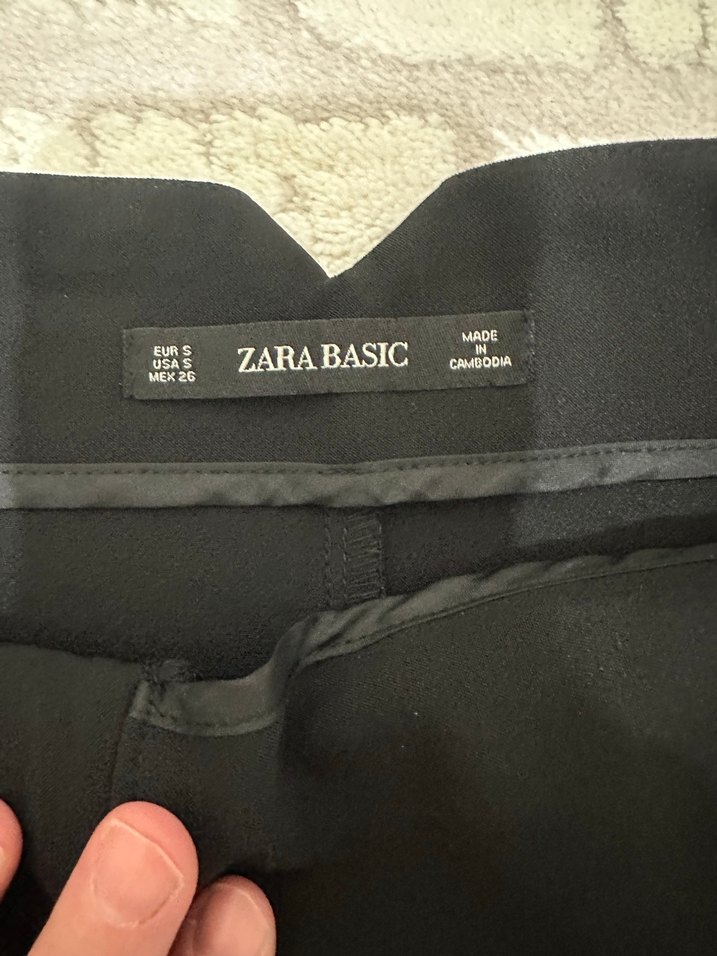 EUR S
USA S
MEX 26
ZARA BASIC
MADE
IN
CAMBODIA